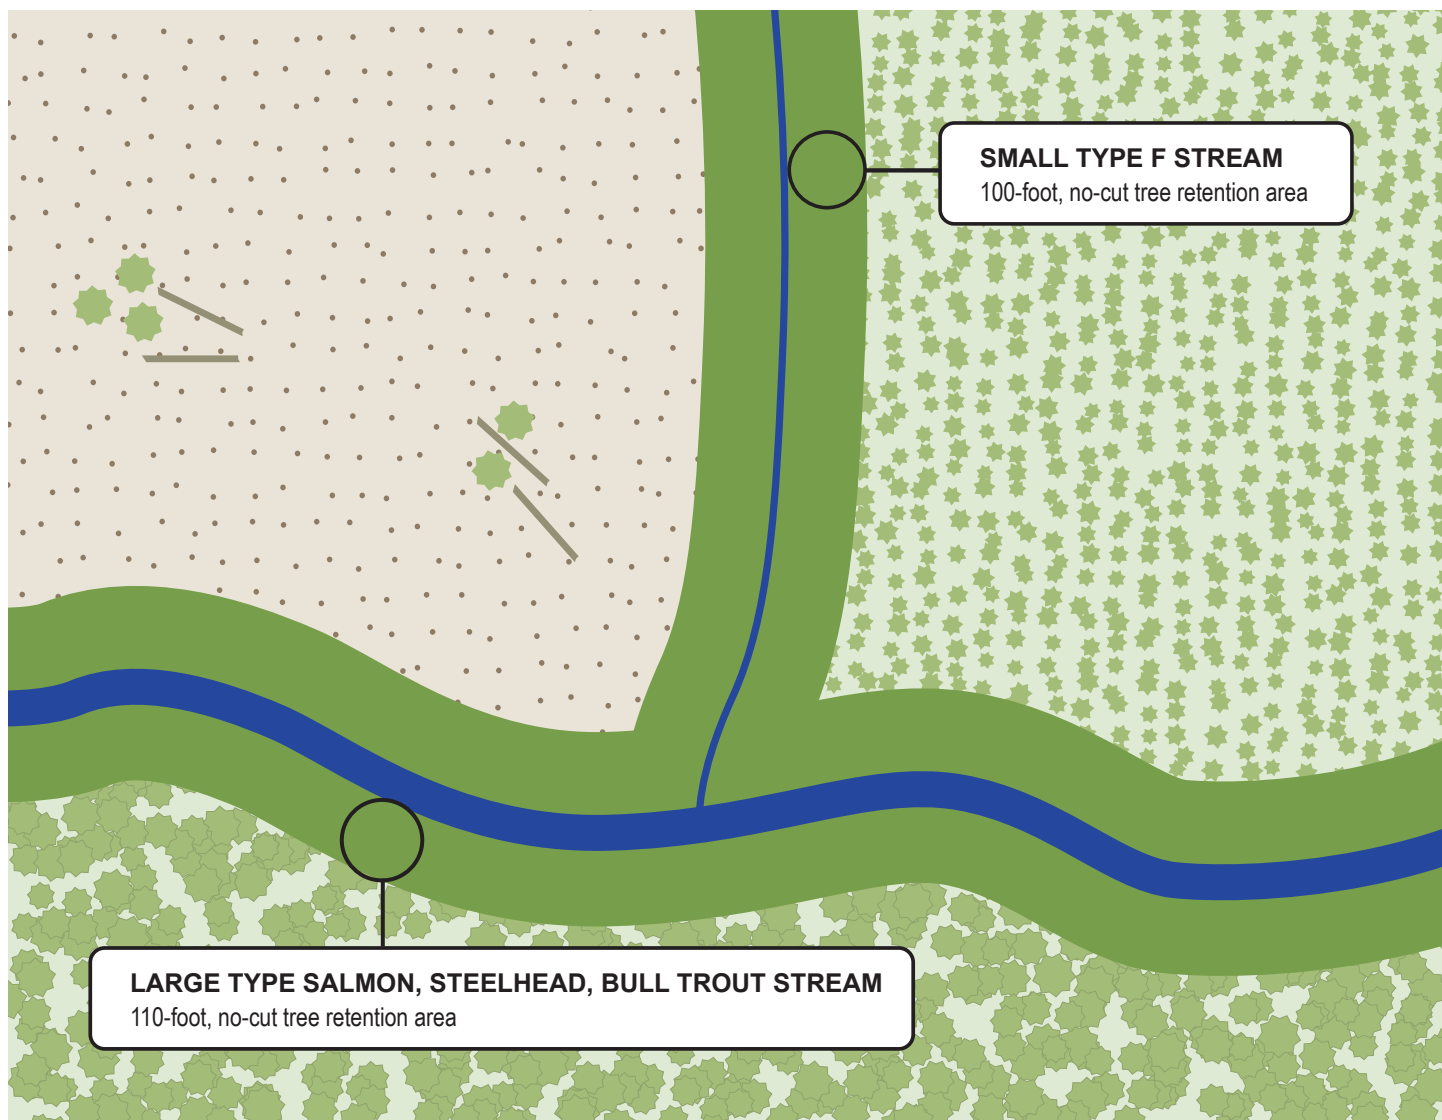 SMALL TYPE F STREAM
100-foot, no-cut tree retention area
LARGE TYPE SALMON, STEELHEAD, BULL TROUT STREAM
110-foot, no-cut tree retention area